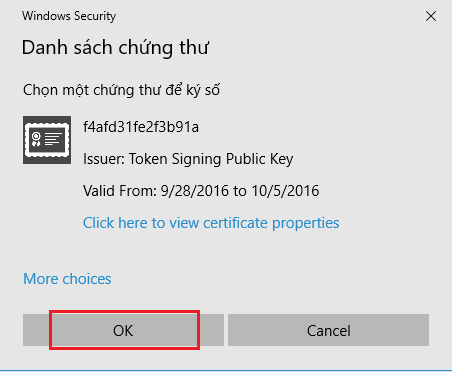 Windows Security
Danh sách chứng thư
Chọn một chứng thư để ký số
f4afd31fe2f3b91a
Issuer: Token Signing Public Key
Valid From: 9/28/2016 to 10/5/2016
Click here to view certificate properties
More choices
OK
Cancel